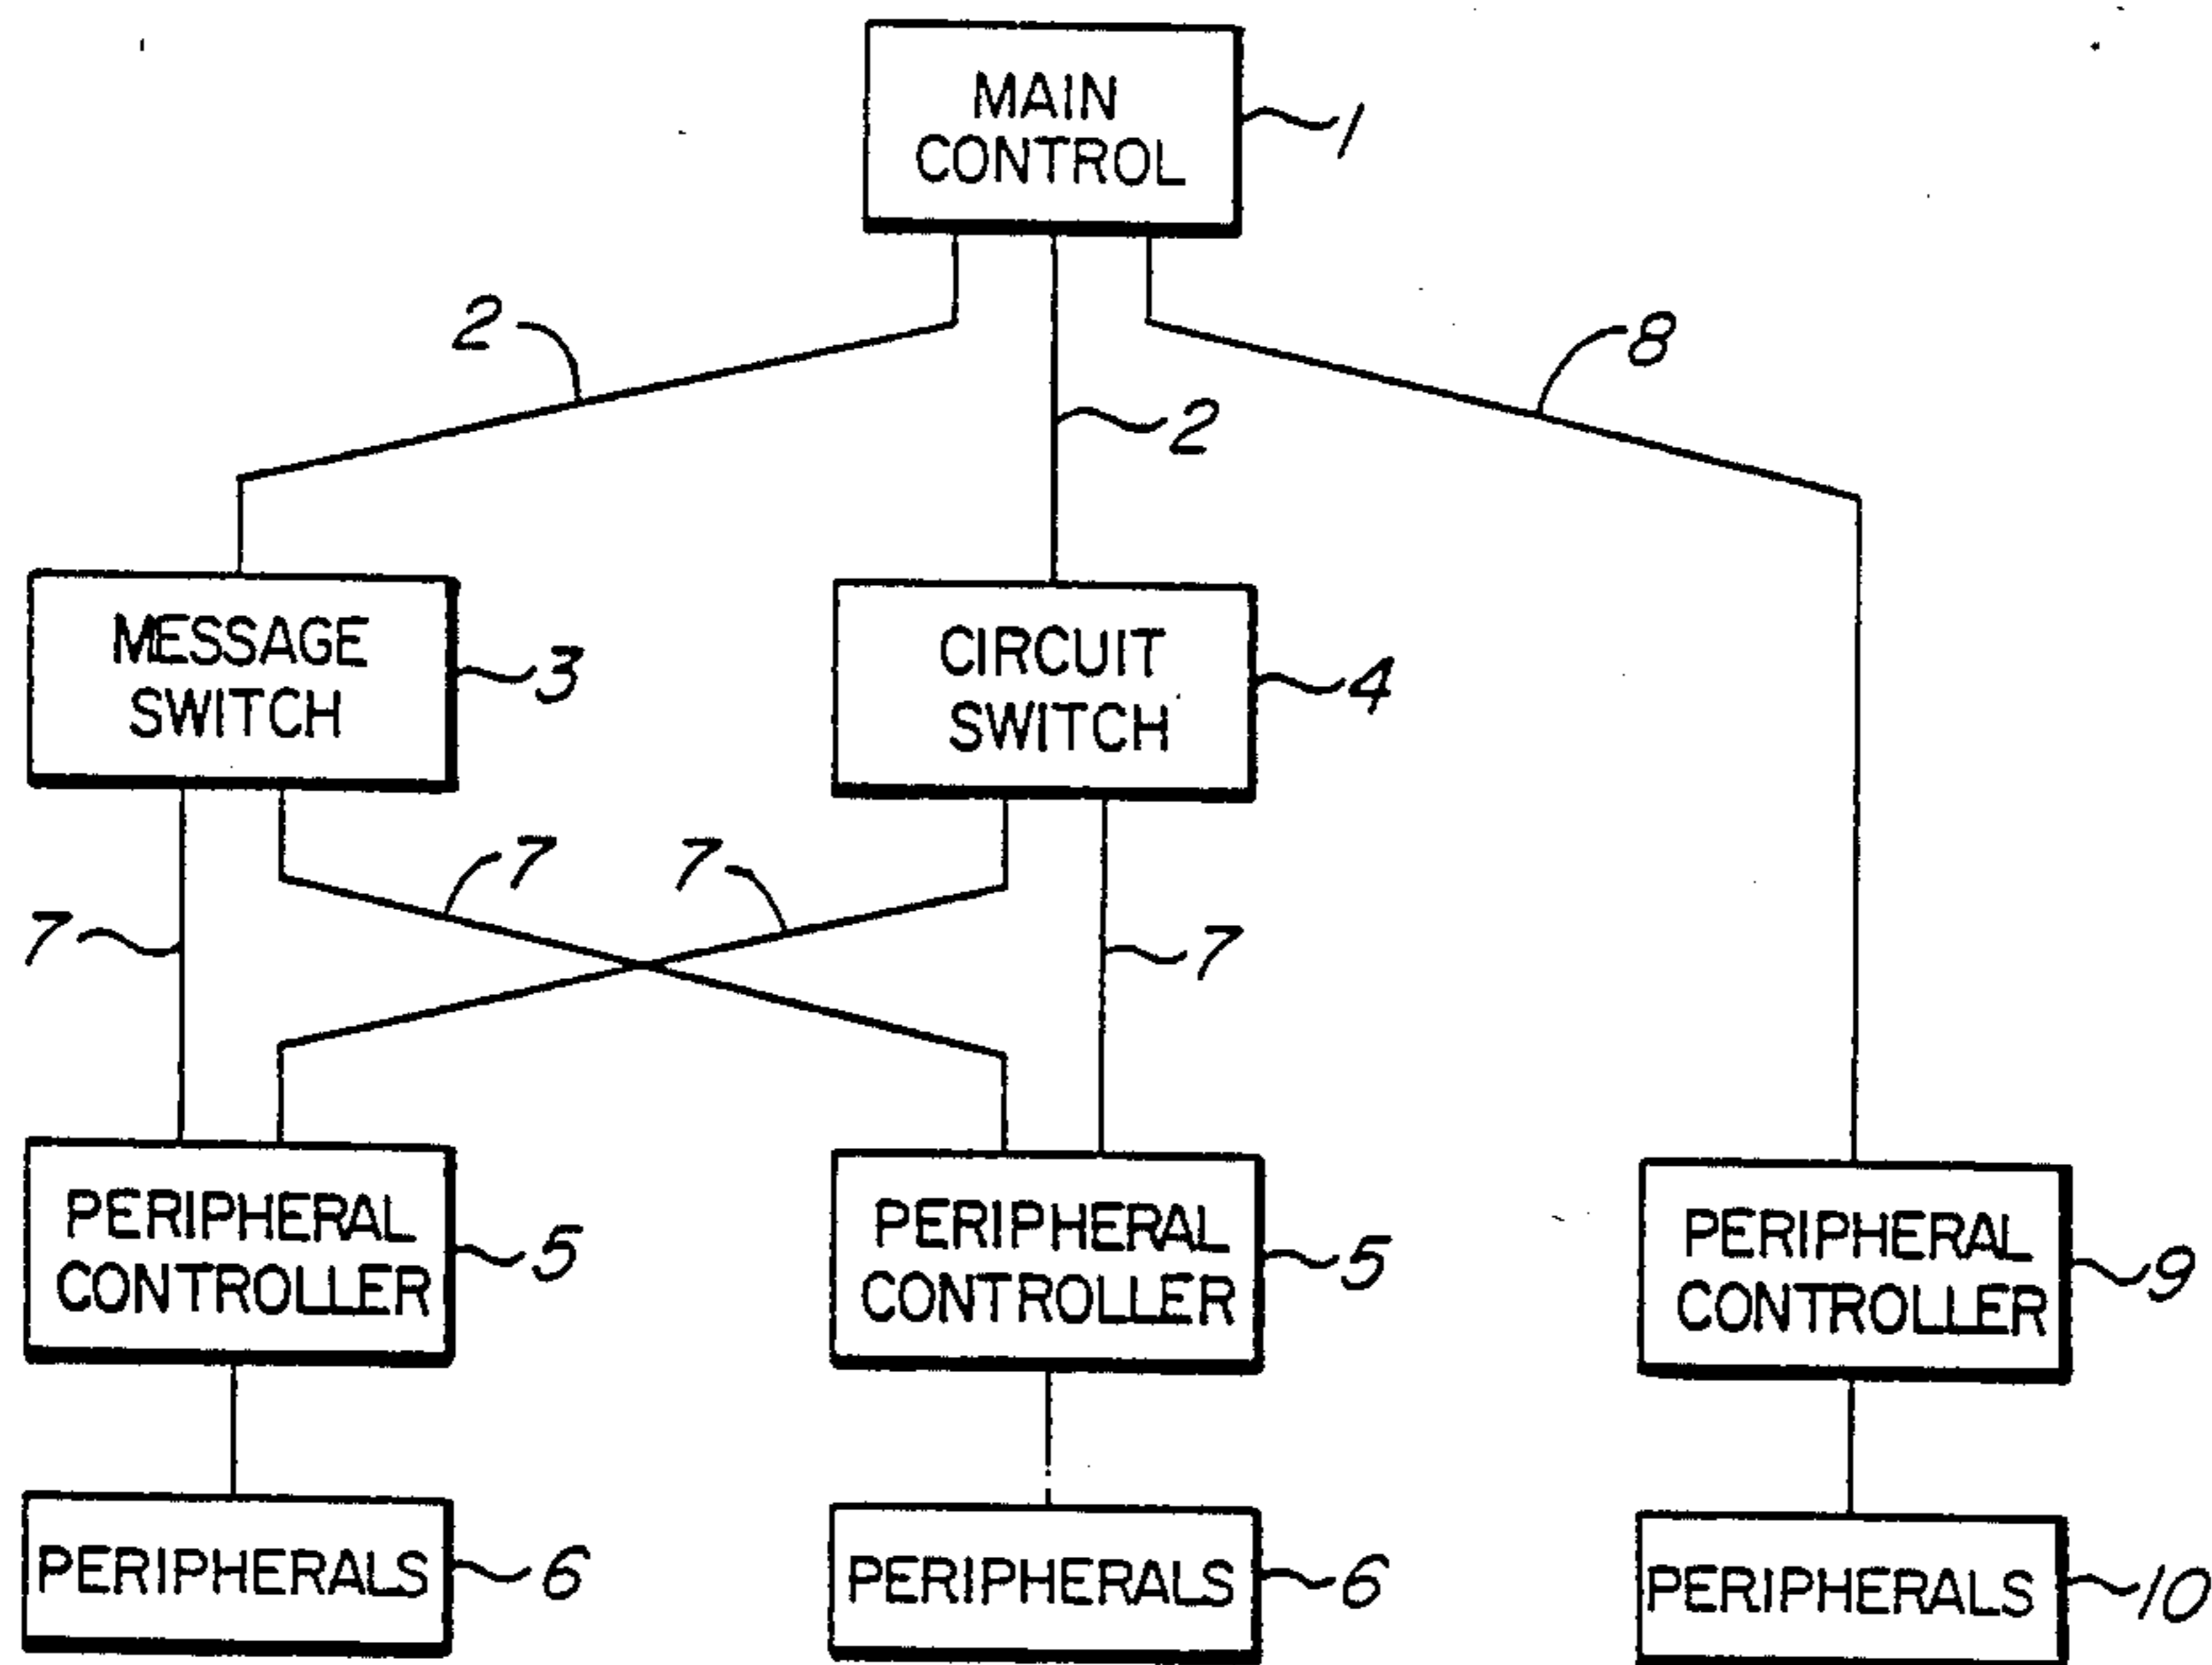 MAIN
CONTROL
1
2
8
2
MESSAGE
SWITCH
3
CIRCUIT
SWITCH
4
7
7
7
7
PERIPHERAL
CONTROLLER
5
PERIPHERAL
CONTROLLER
5
PERIPHERAL
CONTROLLER
9
PERIPHERALS
6
PERIPHERALS
6
PERIPHERALS
10